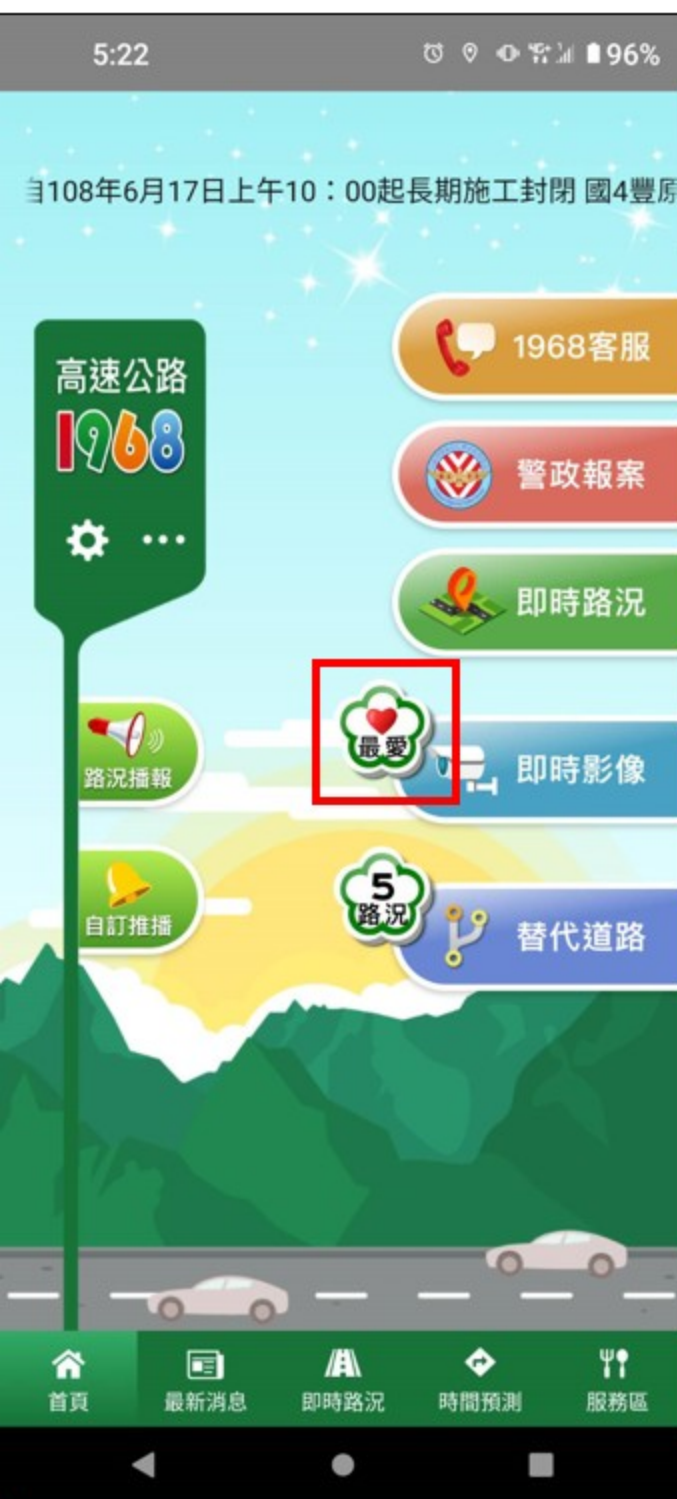 5:22
96%
108年6月17日上午10：00起長期施工封閉 國4豐原
高速公路
1968
1968客服
警政報案
即時路況
最愛
即時影像
路況播報
5
路況
自訂推播
替代道路
首頁
最新消息
即時路況
時間預測
服務區